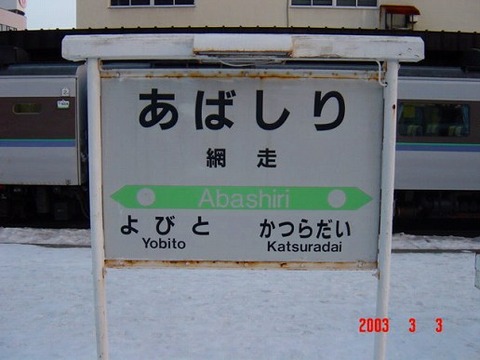 あばしり
網走
Abashiri
よびと かつらだい
Yobito Katsuradai
2003 3 3